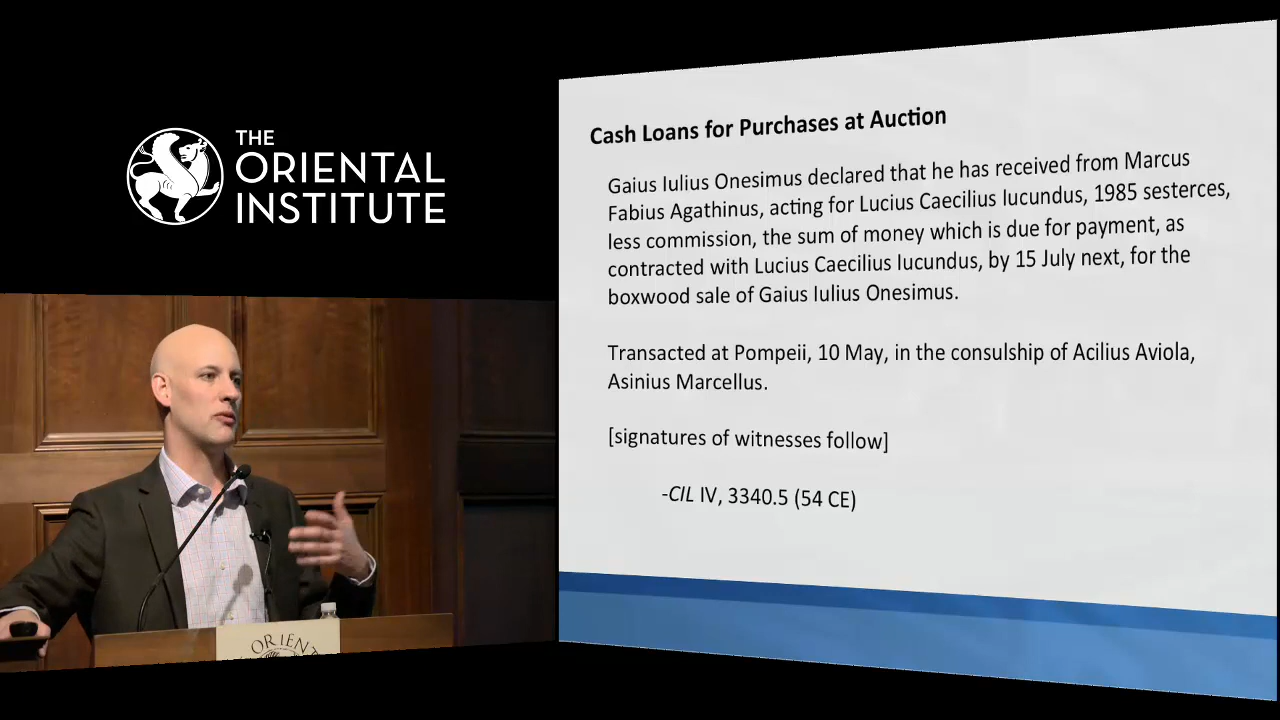 THE
ORIENTAL
INSTITUTE
Cash Loans for Purchases at Auction
Gaius Iulius Onesimus declared that he has received from Marcus
Fabius Agathinus, acting for Lucius Caecilius Iucundus, 1985 sesterces,
less commission, the sum of money which is due for payment, as
contracted with Lucius Caecilius Iucundus, by 15 July next, for the
boxwood sale of Gaius Iulius Onesimus.
Transacted at Pompeii, 10 May, in the consulship of Acilius Aviola,
Asinius Marcellus.
[signatures of witnesses follow]
-CIL IV, 3340.5 (54 CE)